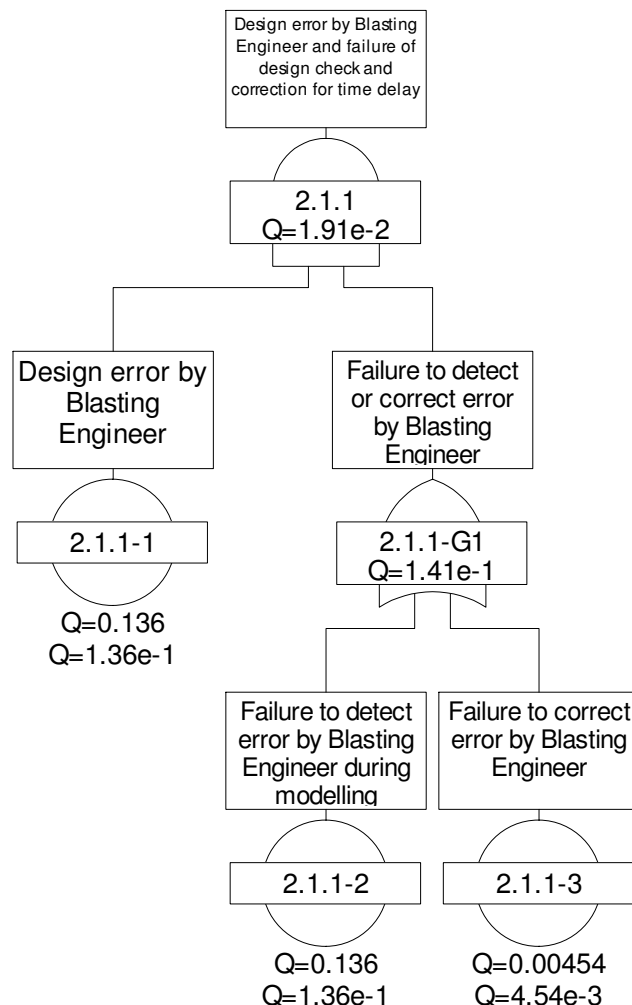 Design error by Blasting
Engineer and failure of
design check and
correction for time delay
2.1.1
Q=1.91e-2
Design error by
Blasting
Engineer
Failure to detect
or correct error
by Blasting
Engineer
2.1.1-1
Q=0.136
Q=1.36e-1
2.1.1-G1
Q=1.41e-1
Failure to detect
error by Blasting
Engineer during
modelling
Failure to correct
error by Blasting
Engineer
2.1.1-2
Q=0.136
Q=1.36e-1
2.1.1-3
Q=0.00454
Q=4.54e-3